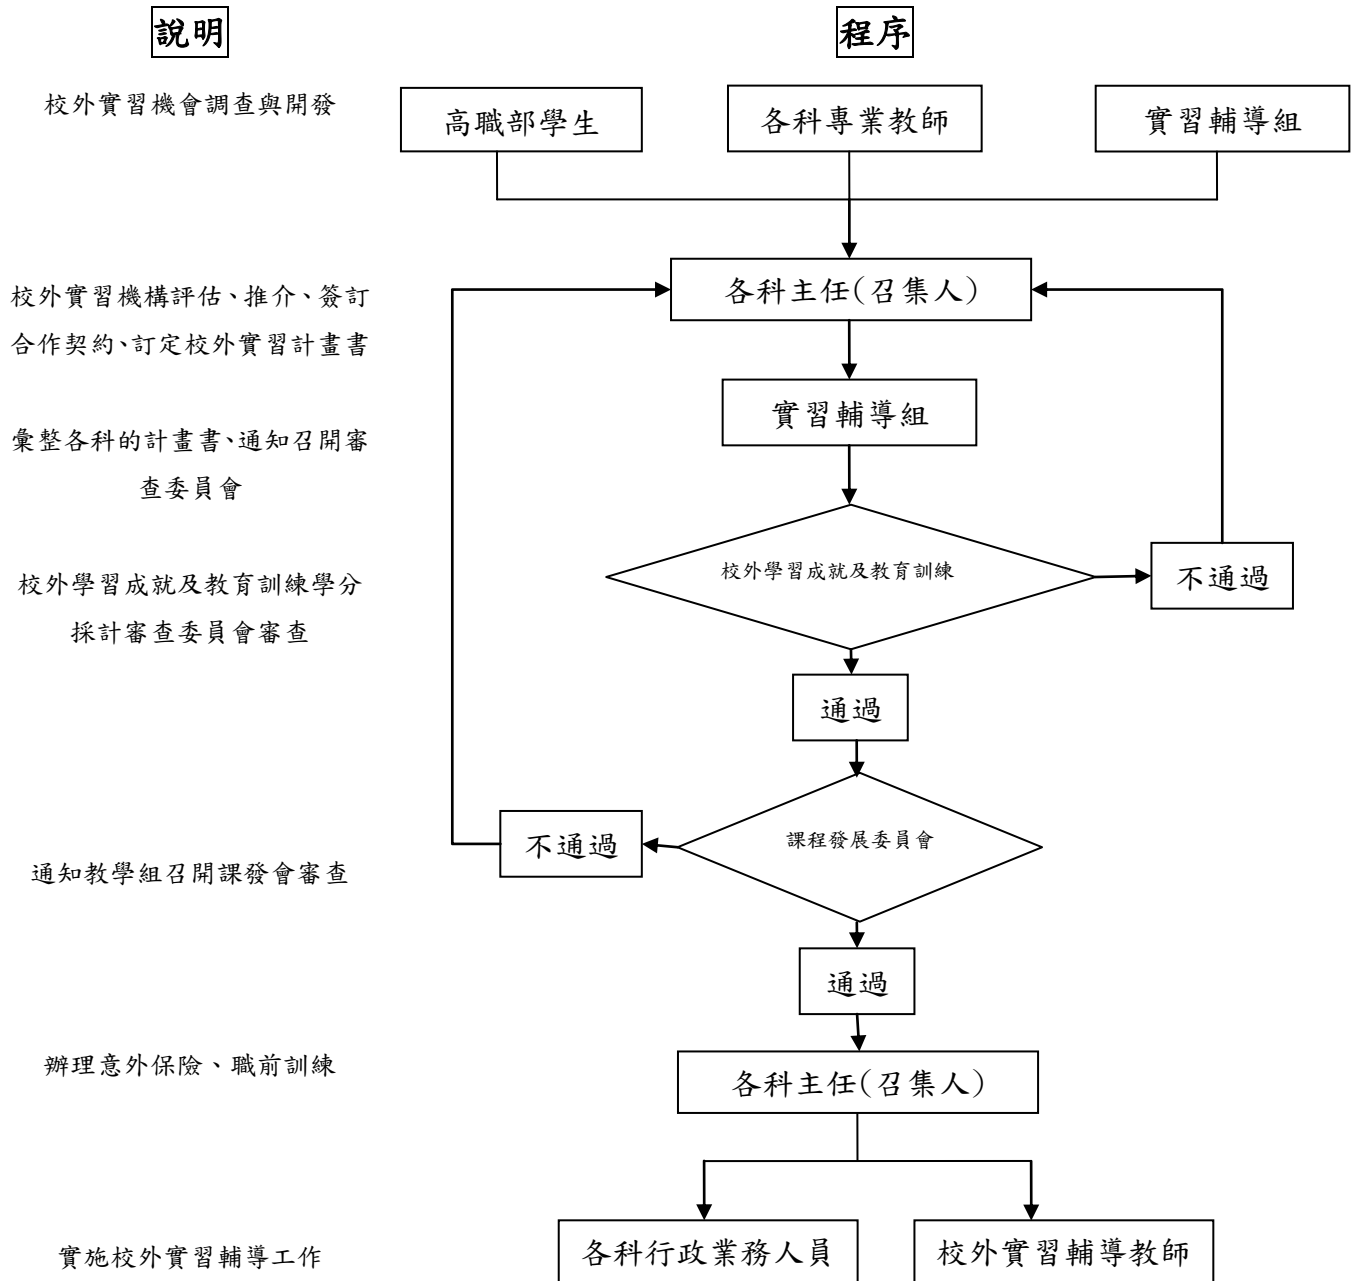 說明
程序
校外實習機會調查與開發
高職部學生
各科專業教師
實習輔導組
校外實習機構評估、推介、簽訂
合作契約、訂定校外實習計畫書
各科主任(召集人)
彙整各科的計畫書、通知召開審
查委員會
實習輔導組
校外學習成就及教育訓練學分
採計審查委員會審查
校外學習成就及教育訓練
不通過
通過
通知教學組召開課發會審查
不通過
課程發展委員會
通過
辦理意外保險、職前訓練
各科主任(召集人)
實施校外實習輔導工作
各科行政業務人員
校外實習輔導教師